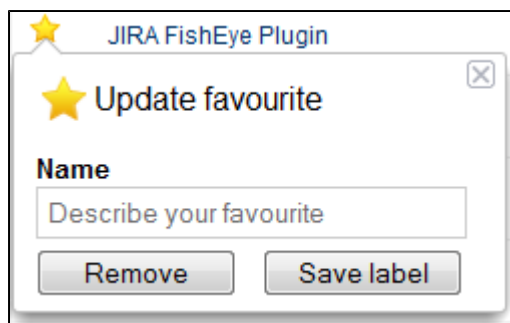 JIRA FishEye Plugin
Update favourite
Name
Describe your favourite
Remove Save label